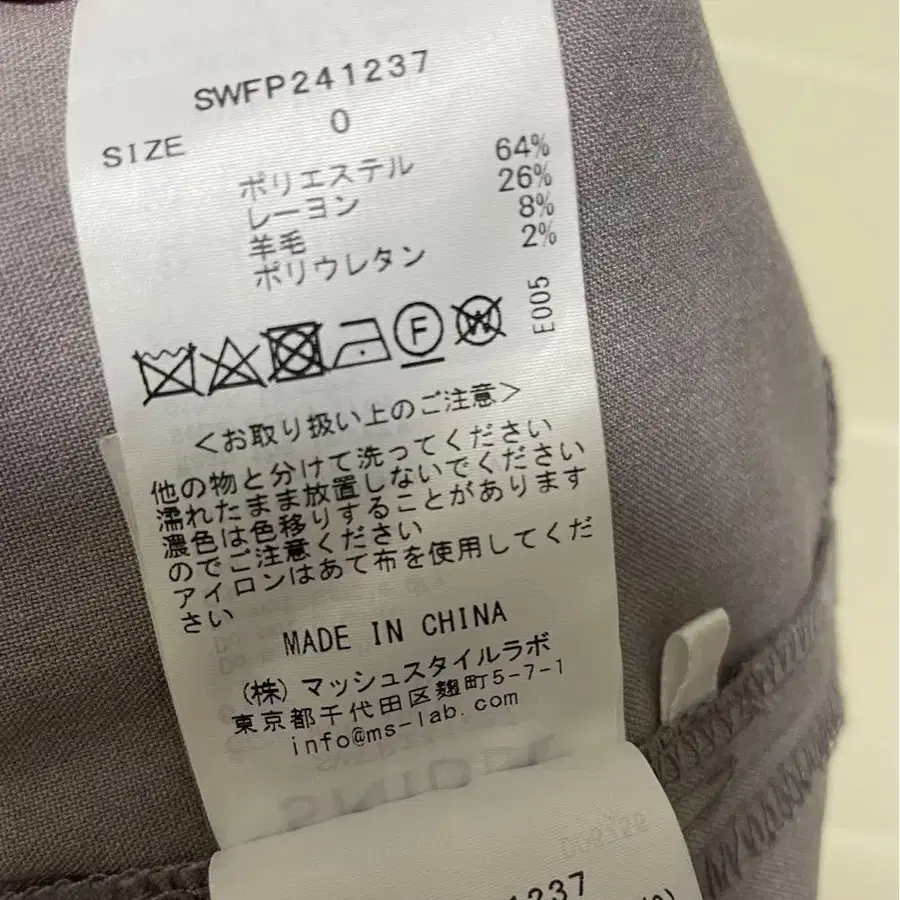 SWFP241237
SIZE 0
ポリエステル 64%
レーヨン 26%
羊毛 8%
ポリウレタン 2%
E005
F
W
<お取り扱い上のご注意>
他の物と分けて洗ってください
濡れたまま放置しないでください
濃色は色移りすることがあります
のでご注意ください
アイロンはあて布を使用してくだ
さい
MADE IN CHINA
(株)マッシュスタイルラボ
東京都千代田区麹町5-7-1
info@ms-lab.com
241237